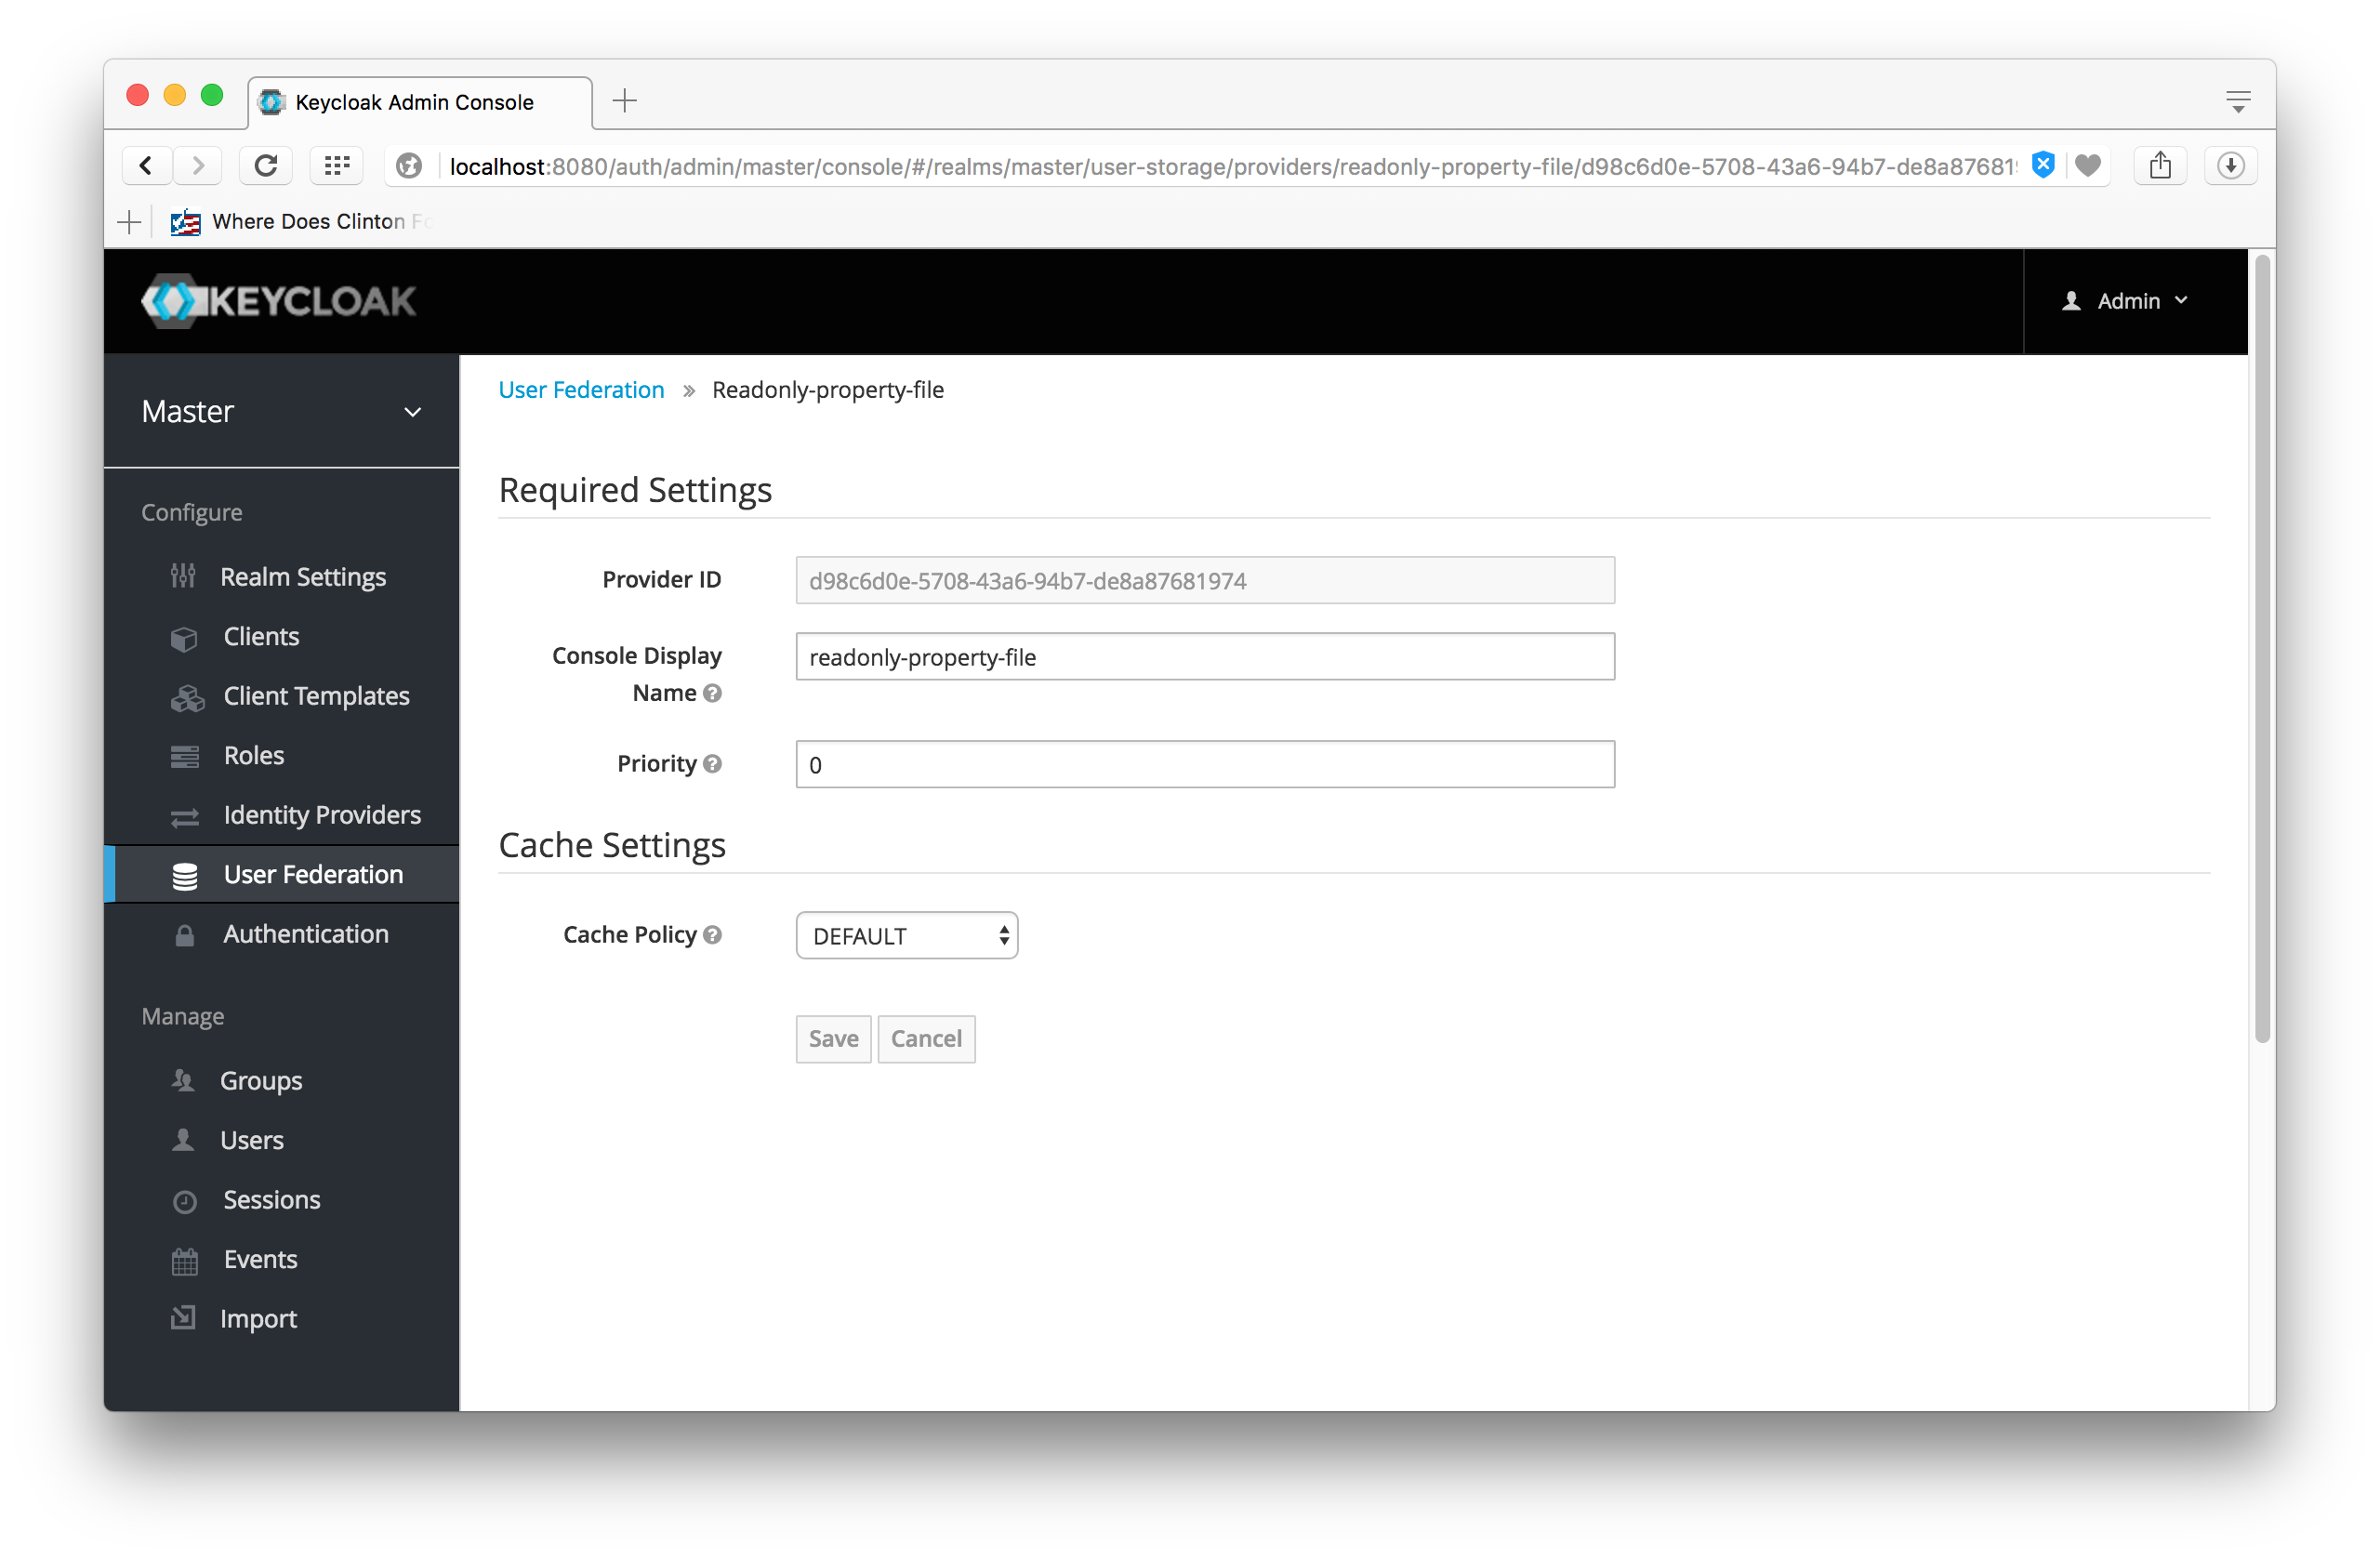 Keycloak Admin Console
localhost:8080/auth/admin/master/console/#/realms/master/user-storage/providers/readonly-property-file/d98c6d0e-5708-43a6-94b7-de8a87681
Where Does Clinton
KEYCLOAK
Admin
Master
User Federation » Readonly-property-file
Required Settings
Configure
Realm Settings
Clients
Client Templates
Roles
Identity Providers
User Federation
Authentication
Manage
Groups
Users
Sessions
Events
Import
Provider ID
d98c6d0e-5708-43a6-94b7-de8a87681974
Console Display
Name
readonly-property-file
Priority
0
Cache Settings
Cache Policy
DEFAULT
Save Cancel